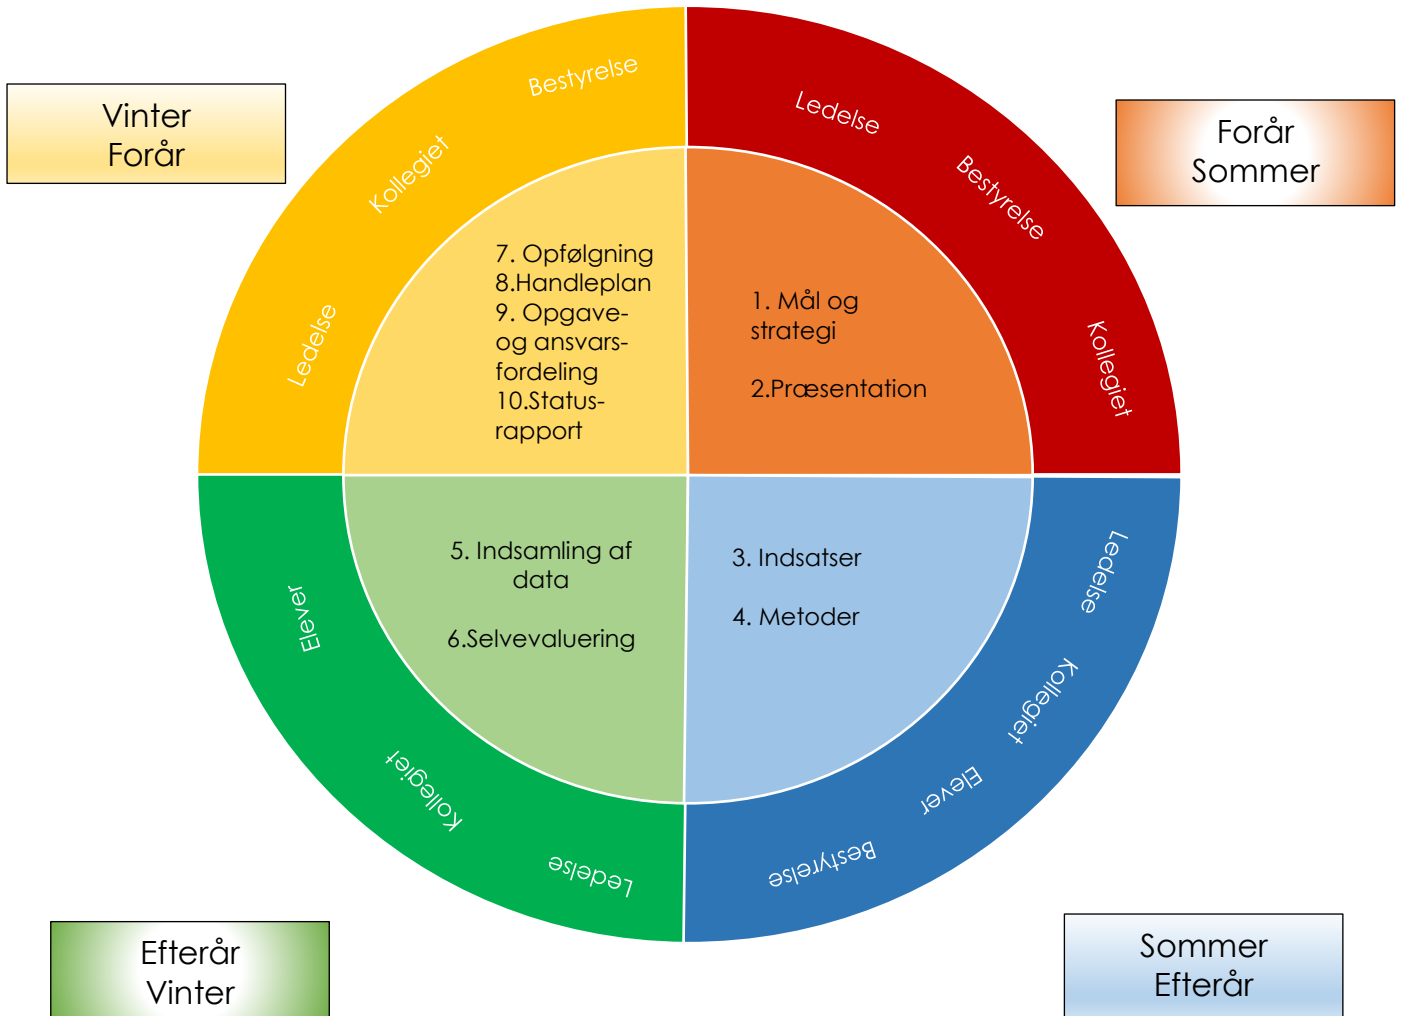 Vinter
Forår
Forår
Sommer
Bestyrelse
Kollegiet
Ledelse
Ledelse
Bestyrelse
Kollegiet
7. Opfølgning
8.Handleplan
9. Opgave-
og ansvars-
fordeling
10.Status-
rapport
1. Mål og
strategi
2.Præsentation
5. Indsamling af
data
6.Selvevaluering
3. Indsatser
4. Metoder
Elever
Kollegiet
Ledelse
Ledelse
Kollegiet
Elever
Bestyrelse
Efterår
Vinter
Sommer
Efterår